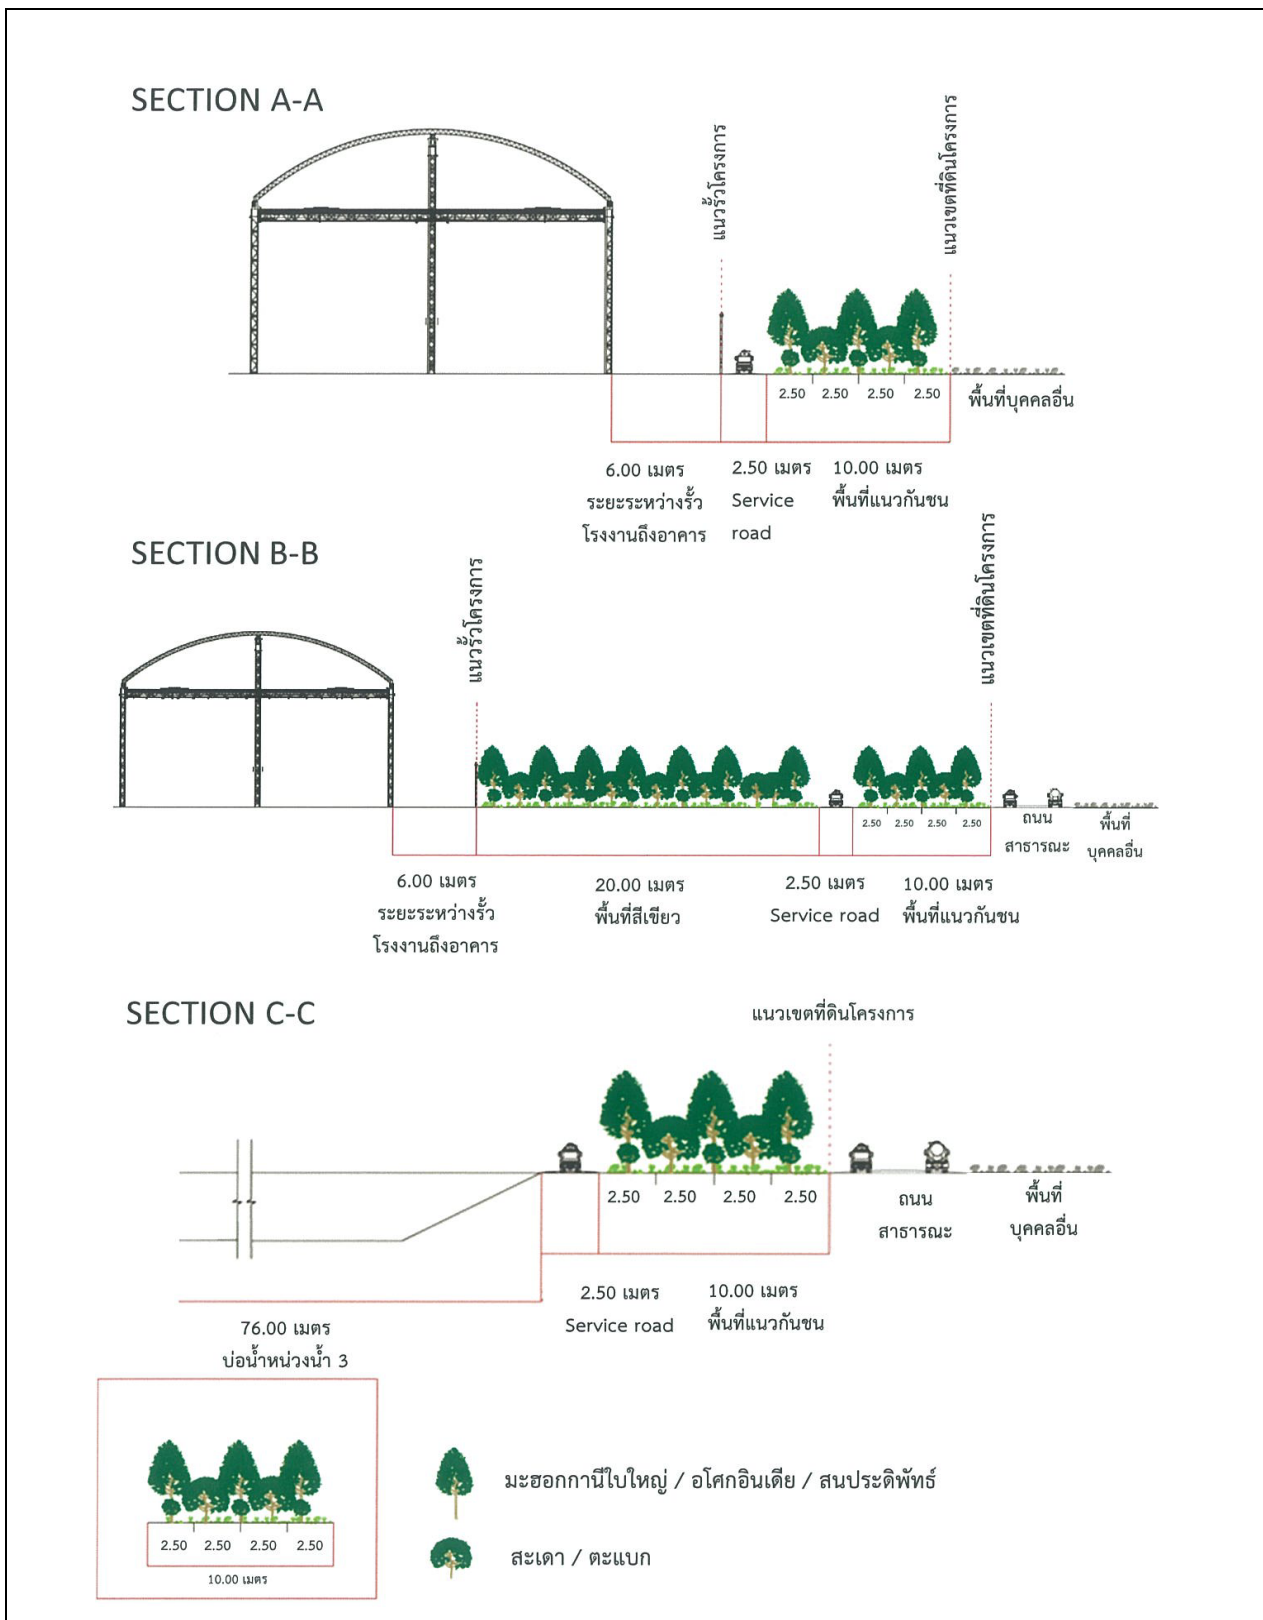 SECTION A-A
แนวรั้วโครงการ
แนวเขตที่ดินโครงการ
2.50 2.50 2.50 2.50
พื้นที่บุคคลอื่น
6.00 เมตร
ระยะระหว่างรั้ว
โรงงานถึงอาคาร
2.50 เมตร
Service
road
10.00 เมตร
พื้นที่แนวกันชน
SECTION B-B
แนวรั้วโครงการ
แนวเขตที่ดินโครงการ
2.50 2.50 2.50 2.50
ถนน
สาธารณะ
พื้นที่
บุคคลอื่น
6.00 เมตร
ระยะระหว่างรั้ว
โรงงานถึงอาคาร
20.00 เมตร
พื้นที่สีเขียว
2.50 เมตร
Service road
10.00 เมตร
พื้นที่แนวกันชน
SECTION C-C
แนวเขตที่ดินโครงการ
2.50 2.50 2.50 2.50
ถนน
สาธารณะ
พื้นที่
บุคคลอื่น
2.50 เมตร
Service road
10.00 เมตร
พื้นที่แนวกันชน
76.00 เมตร
บ่อน้ำหน่วงน้ำ 3
2.50 2.50 2.50 2.50
10.00 เมตร
มะฮอกกานีใบใหญ่ / อโศกอินเดีย / สนประดิพัทธ์
สะเดา / ตะแบก